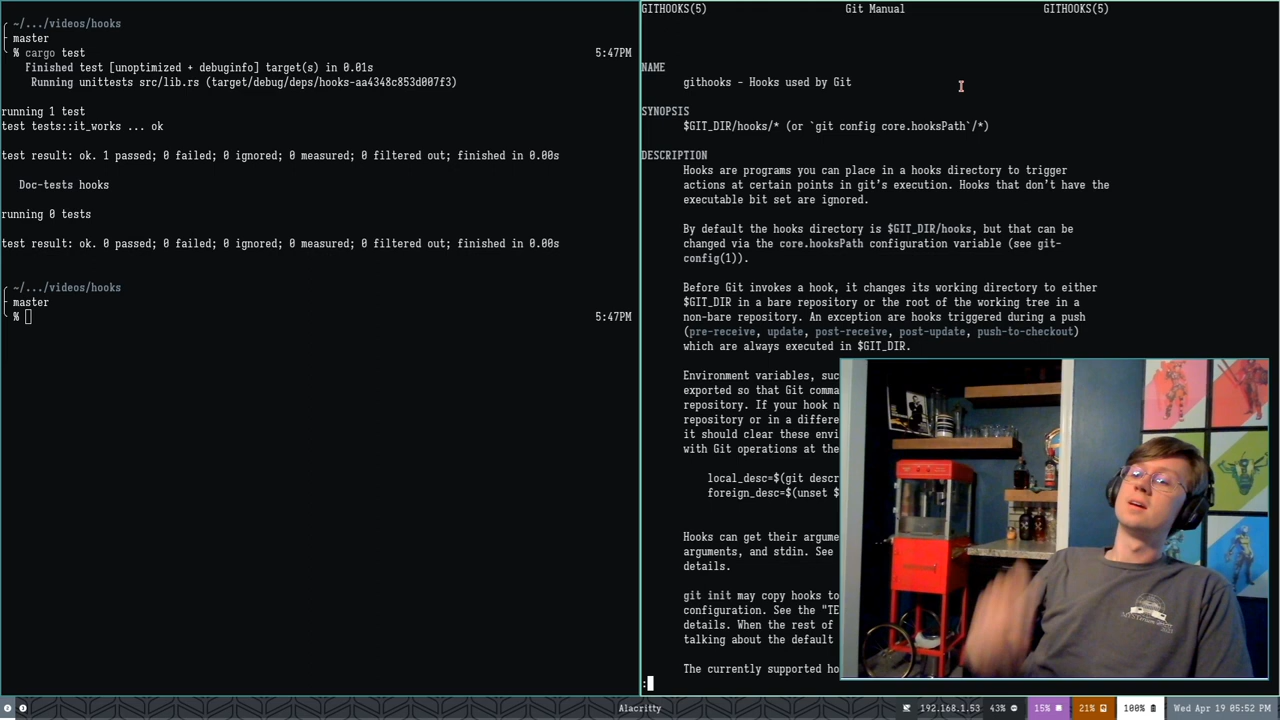 ~/.../videos/hooks
master
% cargo test 5:47PM
Finished test [unoptimized + debuginfo] target(s) in 0.01s
Running unittests src/lib.rs (target/debug/deps/hooks-aa4348c853d007f3)
running 1 test
test tests::it_works ... ok
test result: ok. 1 passed; 0 failed; 0 ignored; 0 measured; 0 filtered out; finished in 0.00s
Doc-tests hooks
running 0 tests
test result: ok. 0 passed; 0 failed; 0 ignored; 0 measured; 0 filtered out; finished in 0.00s
~/.../videos/hooks
master
% 5:47PM
GITHOOKS(5) Git Manual GITHOOKS(5)
NAME
githooks - Hooks used by Git
SYNOPSIS
$GIT_DIR/hooks/* (or `git config core.hooksPath`/*)
DESCRIPTION
Hooks are programs you can place in a hooks directory to trigger
actions at certain points in git’s execution. Hooks that don’t have the
executable bit set are ignored.
By default the hooks directory is $GIT_DIR/hooks, but that can be
changed via the core.hooksPath configuration variable (see git-
config(1)).
Before Git invokes a hook, it changes its working directory to either
$GIT_DIR in a bare repository or the root of the working tree in a
non-bare repository. An exception are hooks triggered during a push
(pre-receive, update, post-receive, post-update, push-to-checkout)
which are always executed in $GIT_DIR.
Environment variables, suc
exported so that Git comma
repository. If your hook n
repository or in a differe
it should clear these envi
with Git operations at the
local_desc=$(git descr
foreign_desc=$(unset $
Hooks can get their argume
arguments, and stdin. See
details.
git init may copy hooks to
configuration. See the "TE
details. When the rest of
talking about the default
The currently supported ho
:
Alacritty 192.168.1.53 43% 15% 21% 100% Wed Apr 19 05:52 PM